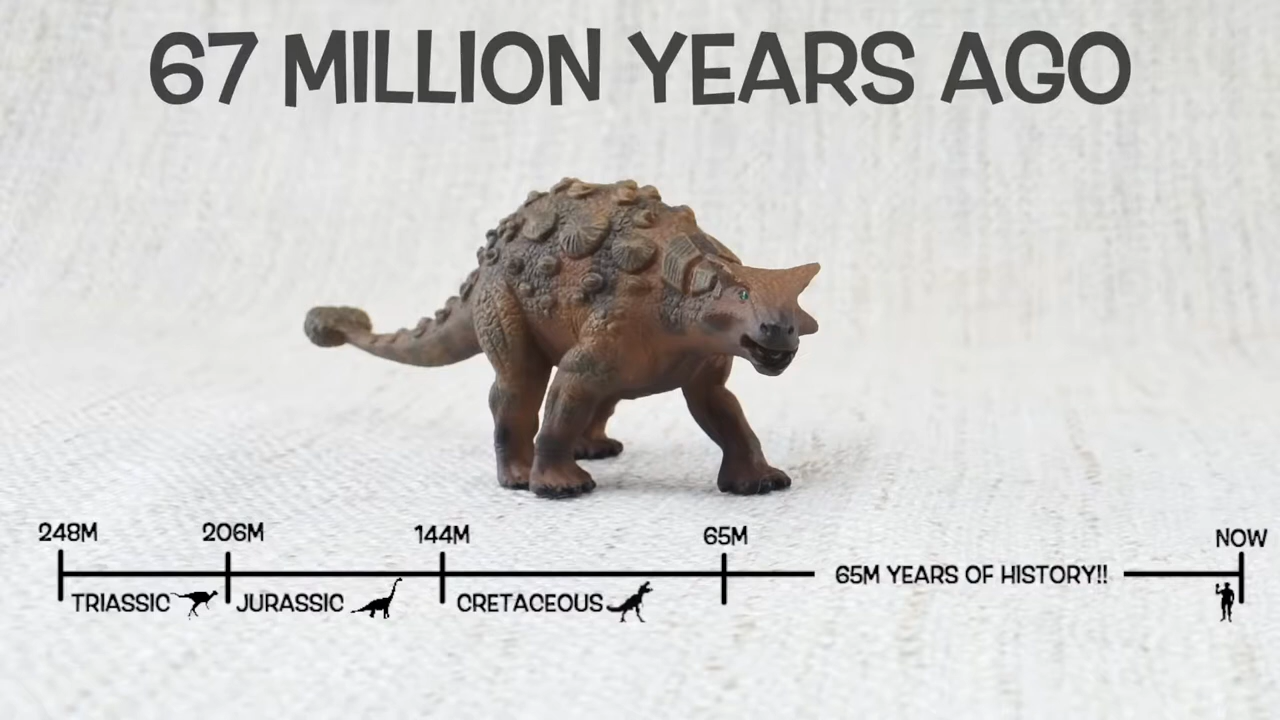 67 MILLION YEARS AGO
248M 206M 144M 65M NOW
65M YEARS OF HISTORY!!
TRIASSIC JURASSIC CRETACEOUS